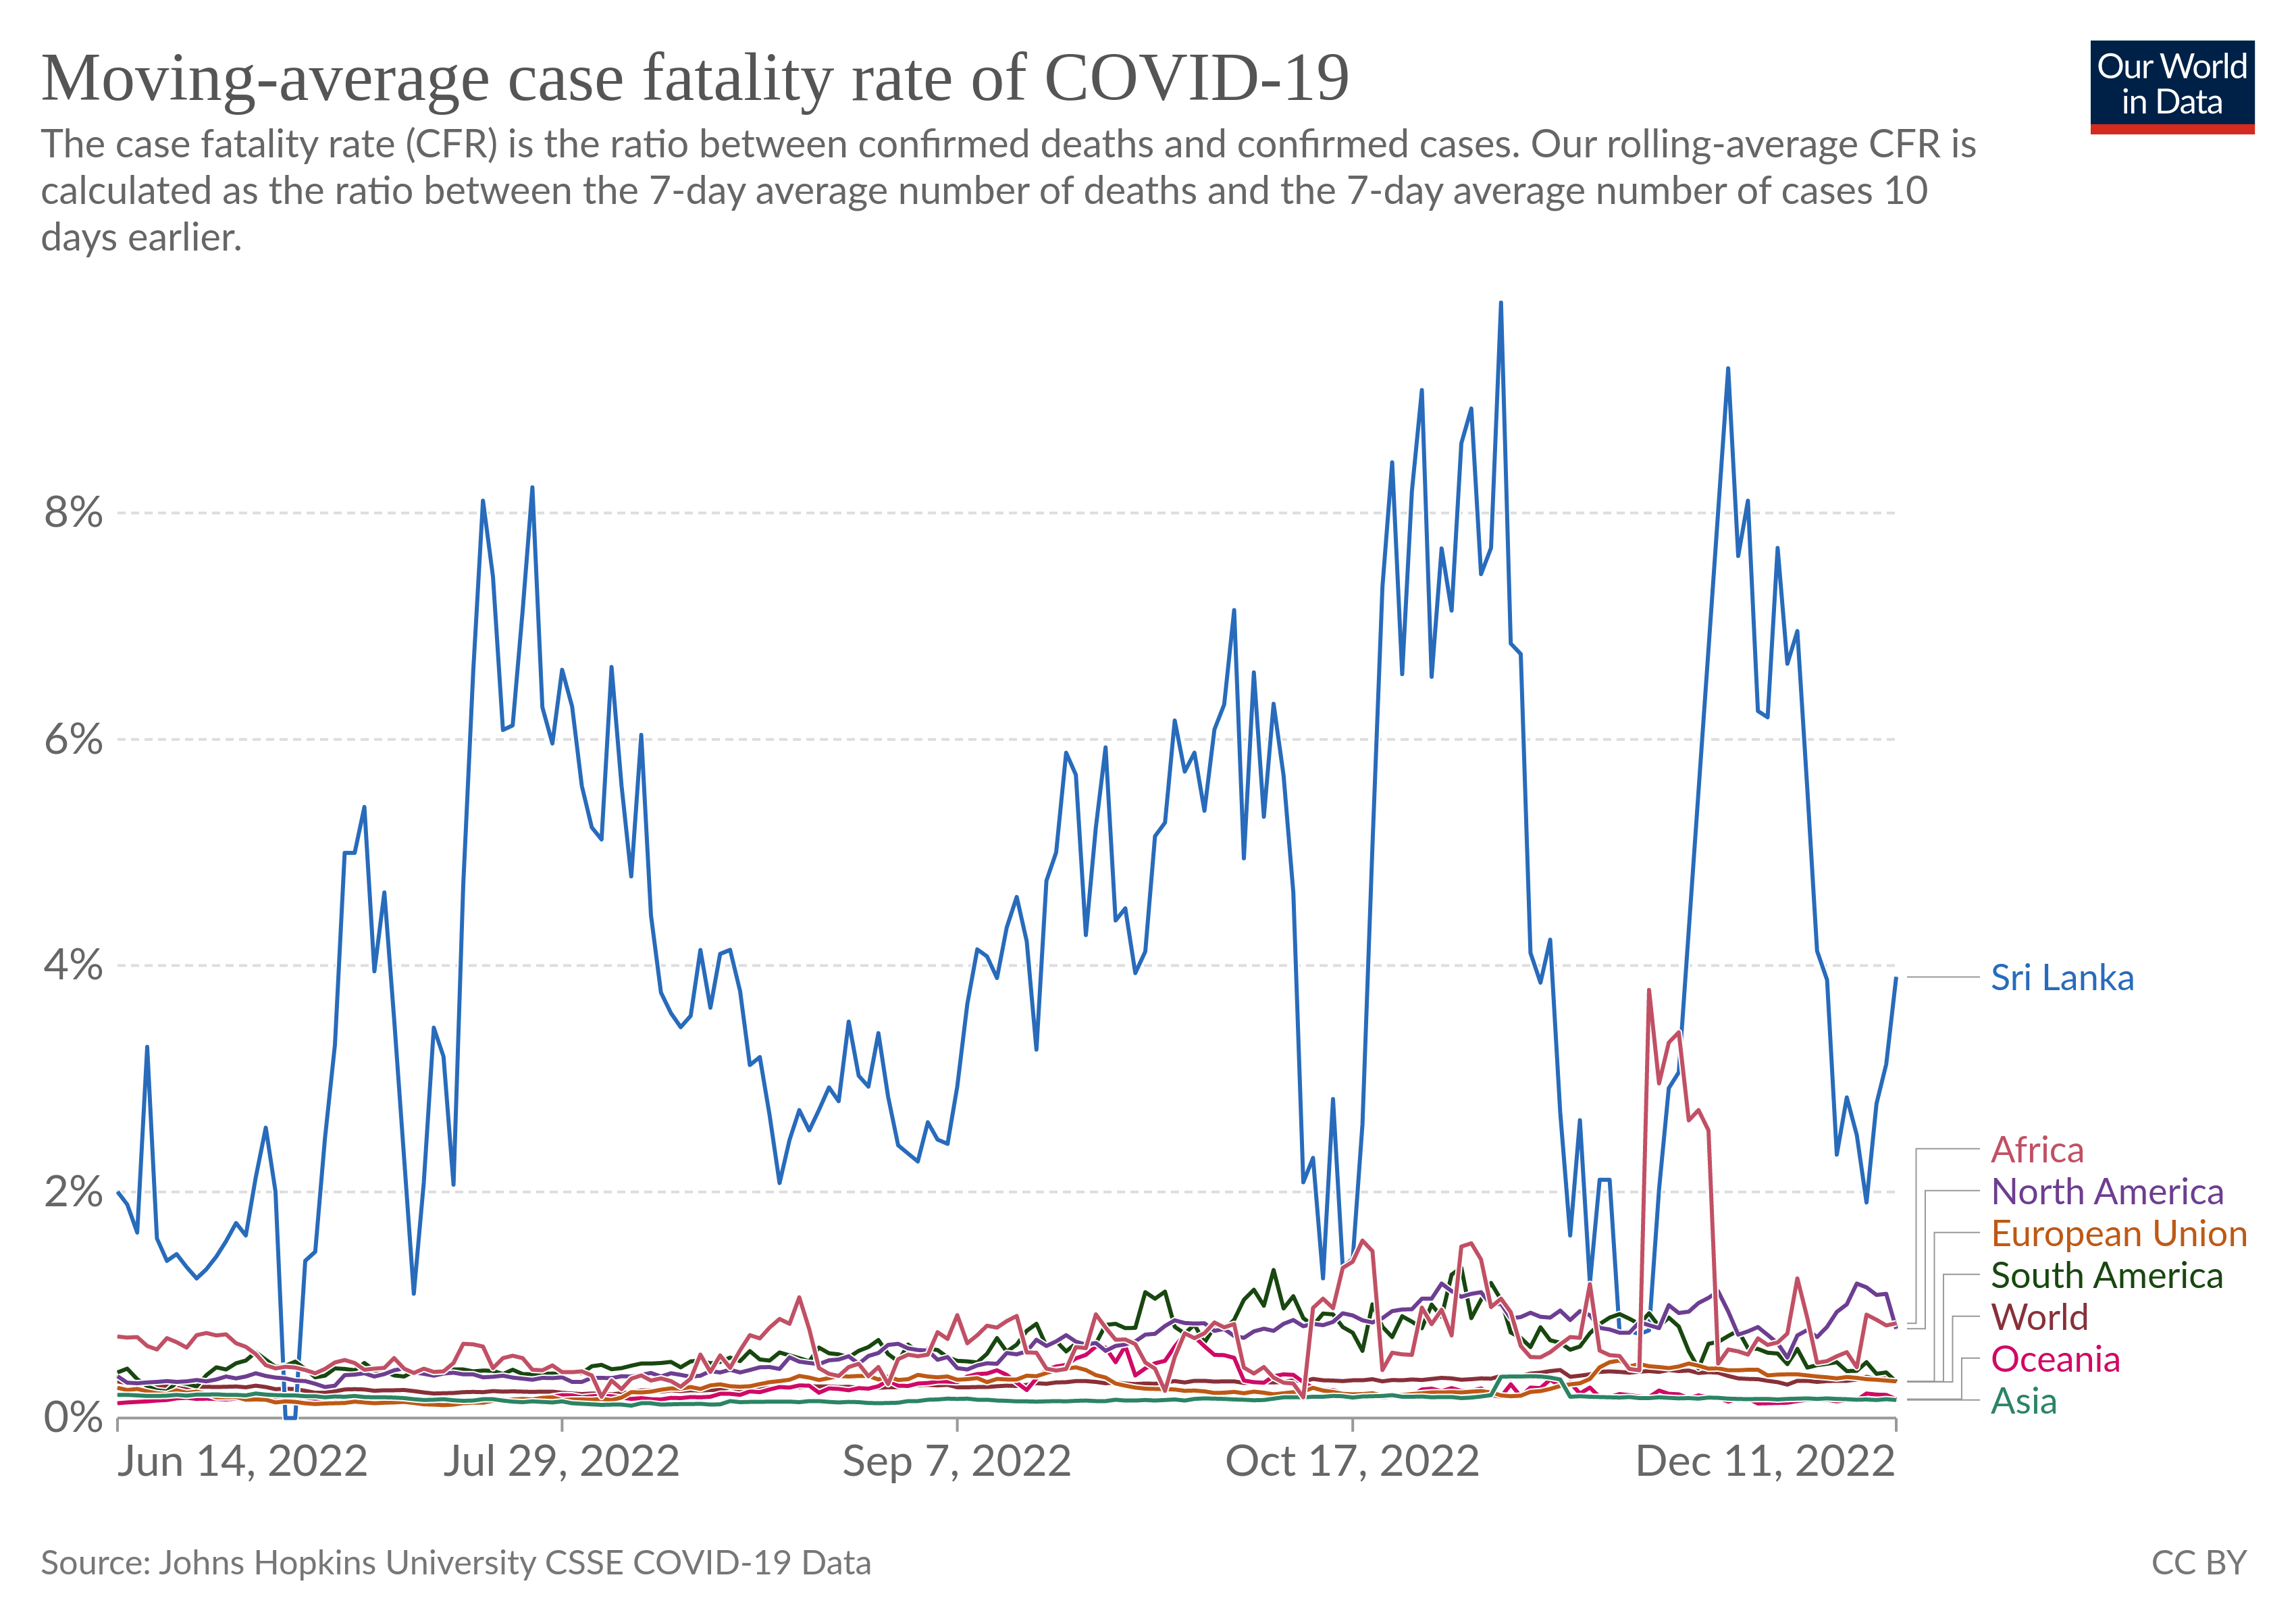 Moving-average case fatality rate of COVID-19
Our World
in Data
The case fatality rate (CFR) is the ratio between confirmed deaths and confirmed cases. Our rolling-average CFR is
calculated as the ratio between the 7-day average number of deaths and the 7-day average number of cases 10
days earlier.
8%
6%
4%
2%
0%
Sri Lanka
Africa
North America
European Union
South America
World
Oceania
Asia
Jun 14, 2022
Jul 29, 2022
Sep 7, 2022
Oct 17, 2022
Dec 11, 2022
Source: Johns Hopkins University CSSE COVID-19 Data
CC BY